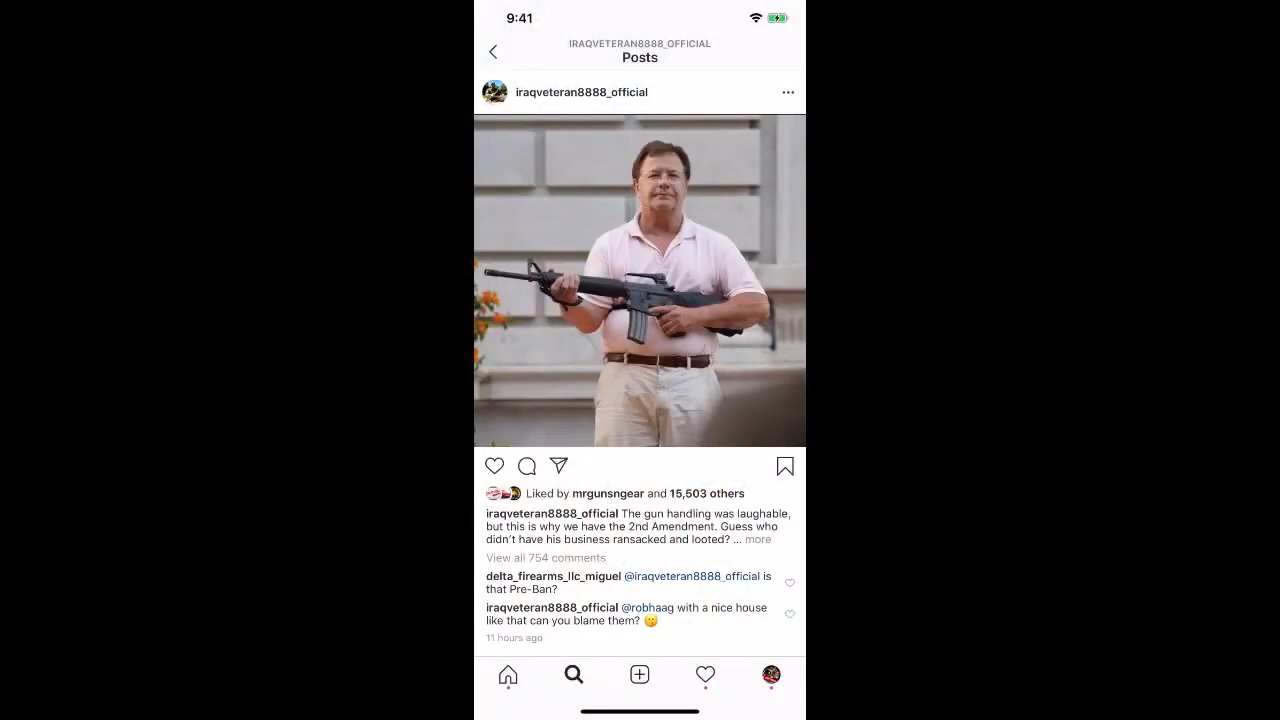 9:41
IRAQVETERAN8888_OFFICIAL
Posts
iraqveteran8888_official
Liked by mrgunsngear and 15,503 others
iraqveteran8888_official The gun handling was laughable,
but this is why we have the 2nd Amendment. Guess who
didn't have his business ransacked and looted? ... more
View all 754 comments
delta_firearms_llc_miguel @iraqveteran8888_official is
that Pre-Ban?
iraqveteran8888_official @robhaag with a nice house
like that can you blame them? 🤫
11 hours ago